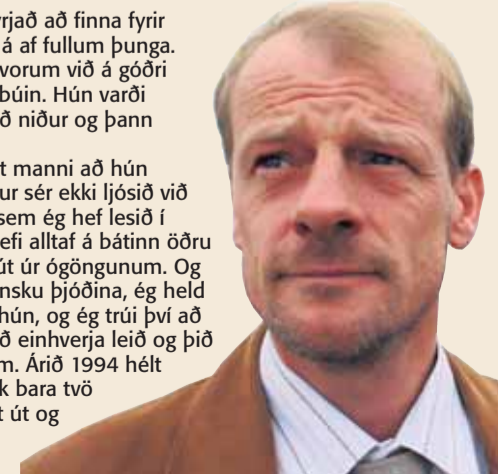 rjað að finna fyrir
á af fullum þunga.
vorum við á góðri
búin. Hún varði
ð niður og þann
t manni að hún
ur sér ekki ljósið við
sem ég hef lesið í
efi alltaf á bátinn öðru
út úr ógöngunum. Og
nsku þjóðina, ég held
hún, og ég trúi því að
ð einhverja leið og þið
m. Árið 1994 hélt
k bara tvö
t út og